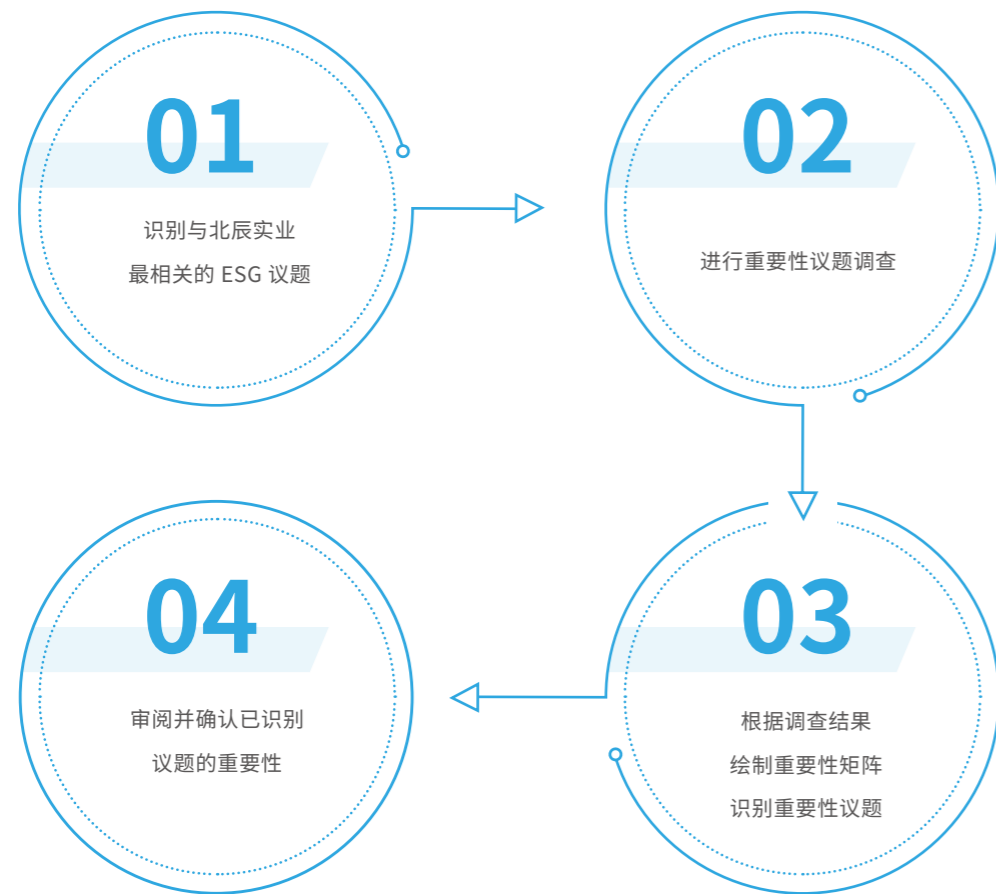 01
识别与北辰实业
最相关的 ESG 议题
02
进行重要性议题调查
03
根据调查结果
绘制重要性矩阵
识别重要性议题
04
审阅并确认已识别
议题的重要性